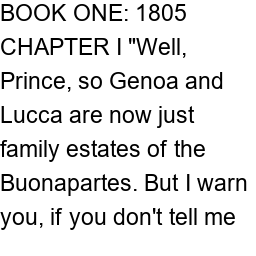 BOOK ONE: 1805
CHAPTER I "Well,
Prince, so Genoa and
Lucca are now just
family estates of the
Buonapartes. But I warn
you, if you don't tell me